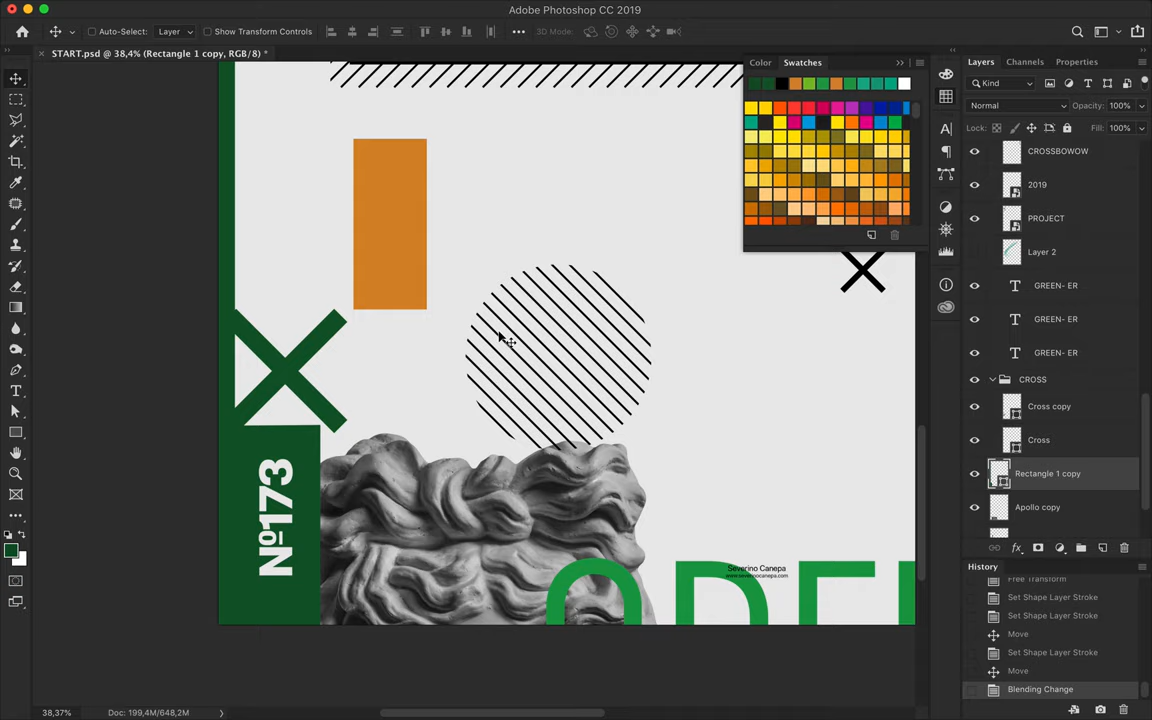 Adobe Photoshop CC 2019
Auto-Select:
Layer
Show Transform Controls
3D Mode:
START.psd @ 38,4% (Rectangle 1 copy, RGB/8) *
Color
Swatches
Layers
Channels
Properties
Kind
Normal
Opacity: 100%
Lock:
Fill: 100%
CROSSBOWOW
2019
PROJECT
Layer 2
GREEN- ER
GREEN- ER
GREEN- ER
CROSS
Cross copy
Cross
Rectangle 1 copy
Apollo copy
History
Free Transform
Set Shape Layer Stroke
Set Shape Layer Stroke
Move
Set Shape Layer Stroke
Move
Blending Change
Nº173
Severino Canepa
www.severinocanepa.com
38,37%
Doc: 199,4M/648,2M